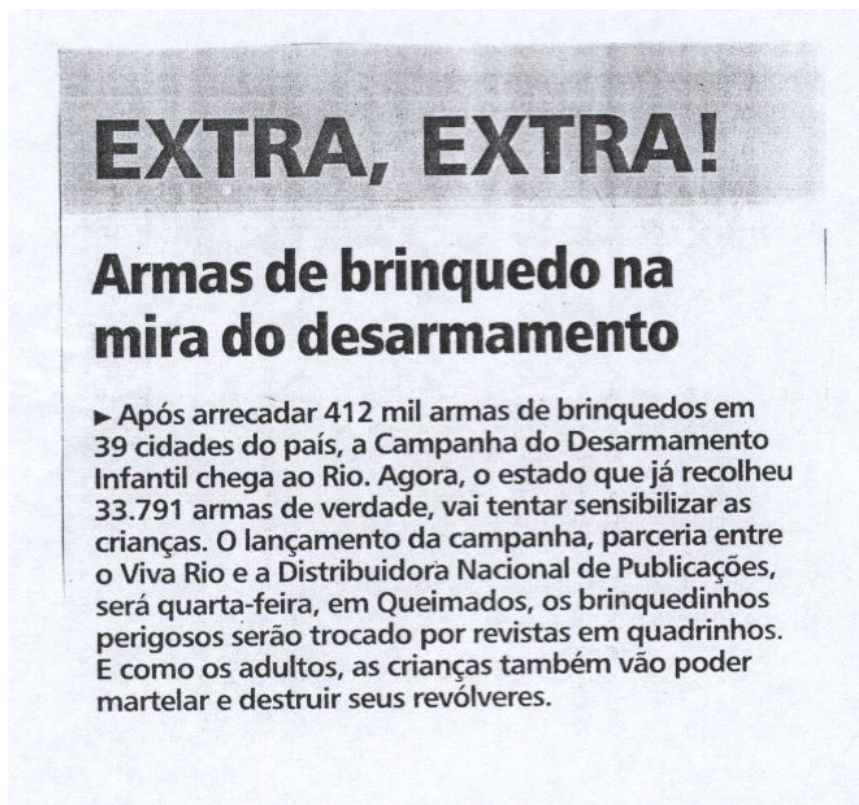 EXTRA, EXTRA!
Armas de brinquedo na
mira do desarmamento
► Após arrecadar 412 mil armas de brinquedos em
39 cidades do país, a Campanha do Desarmamento
Infantil chega ao Rio. Agora, o estado que já recolheu
33.791 armas de verdade, vai tentar sensibilizar as
crianças. O lançamento da campanha, parceria entre
o Viva Rio e a Distribuidora Nacional de Publicações,
será quarta-feira, em Queimados, os brinquedinhos
perigosos serão trocado por revistas em quadrinhos.
E como os adultos, as crianças também vão poder
martelar e destruir seus revólveres.